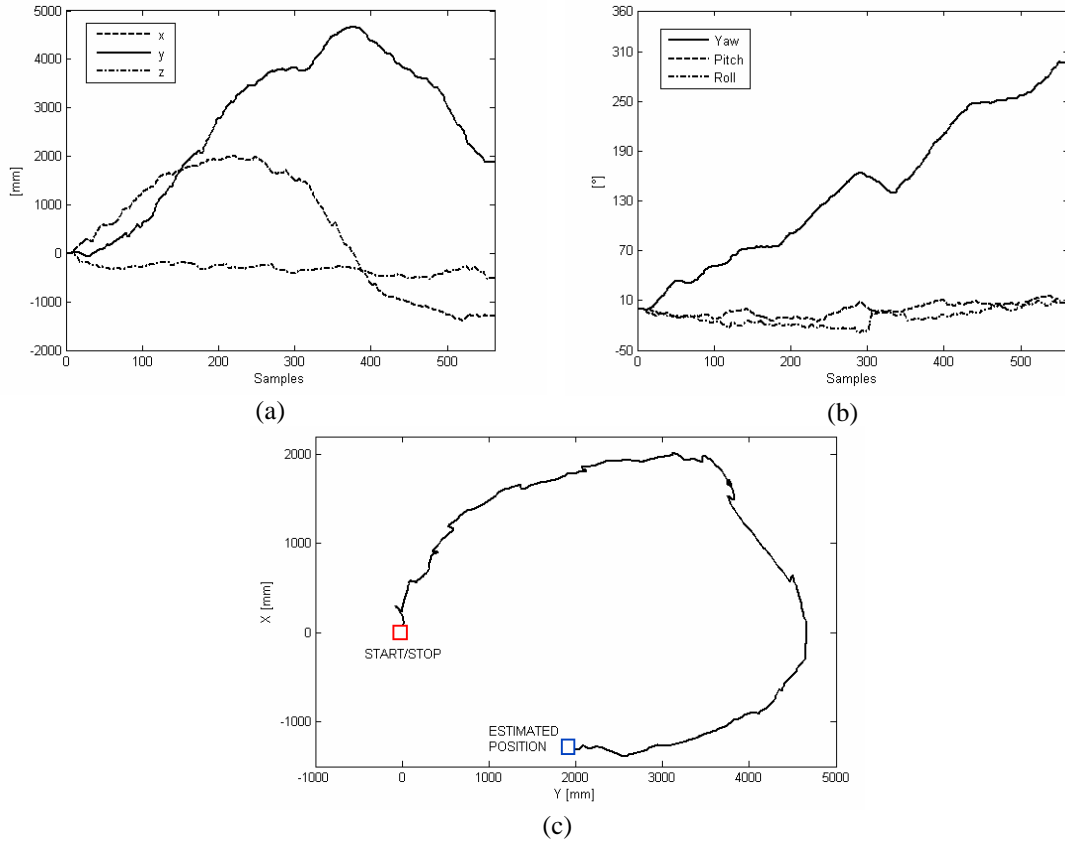 5000
4000
3000
2000
1000
0
-1000
-2000
[mm]
x
y
z
0 100 200 300 400 500
Samples
(a)
360
310
250
190
130
70
10
-50
[°]
Yaw
Pitch
Roll
0 100 200 300 400 500
Samples
(b)
2000
1000
0
-1000
X [mm]
START/STOP
ESTIMATED
POSITION
-1000 0 1000 2000 3000 4000 5000
Y [mm]
(c)